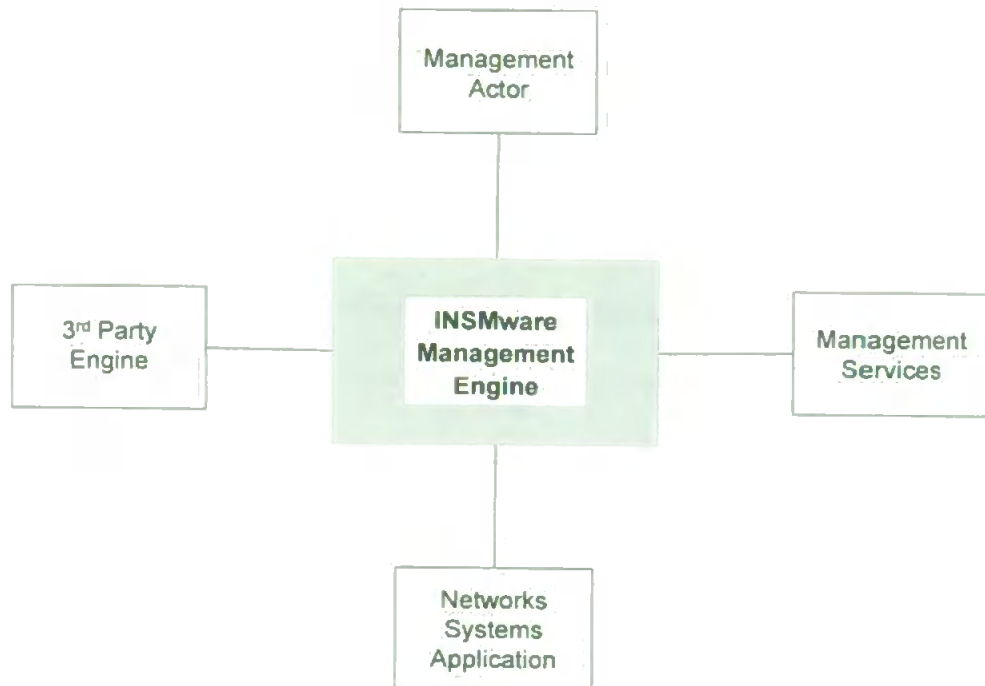 Management
Actor
3rd Party
Engine
INSMware
Management
Engine
Management
Services
Networks
Systems
Application